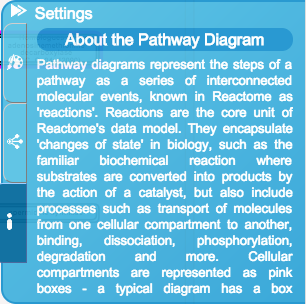 Settings
About the Pathway Diagram
Pathway diagrams represent the steps of a
pathway as a series of interconnected
molecular events, known in Reactome as
'reactions'. Reactions are the core unit of
Reactome's data model. They encapsulate
'changes of state' in biology, such as the
familiar biochemical reaction where
substrates are converted into products by
the action of a catalyst, but also include
processes such as transport of molecules
from one cellular compartment to another,
binding, dissociation, phosphorylation,
degradation and more. Cellular
compartments are represented as pink
boxes - a typical diagram has a box